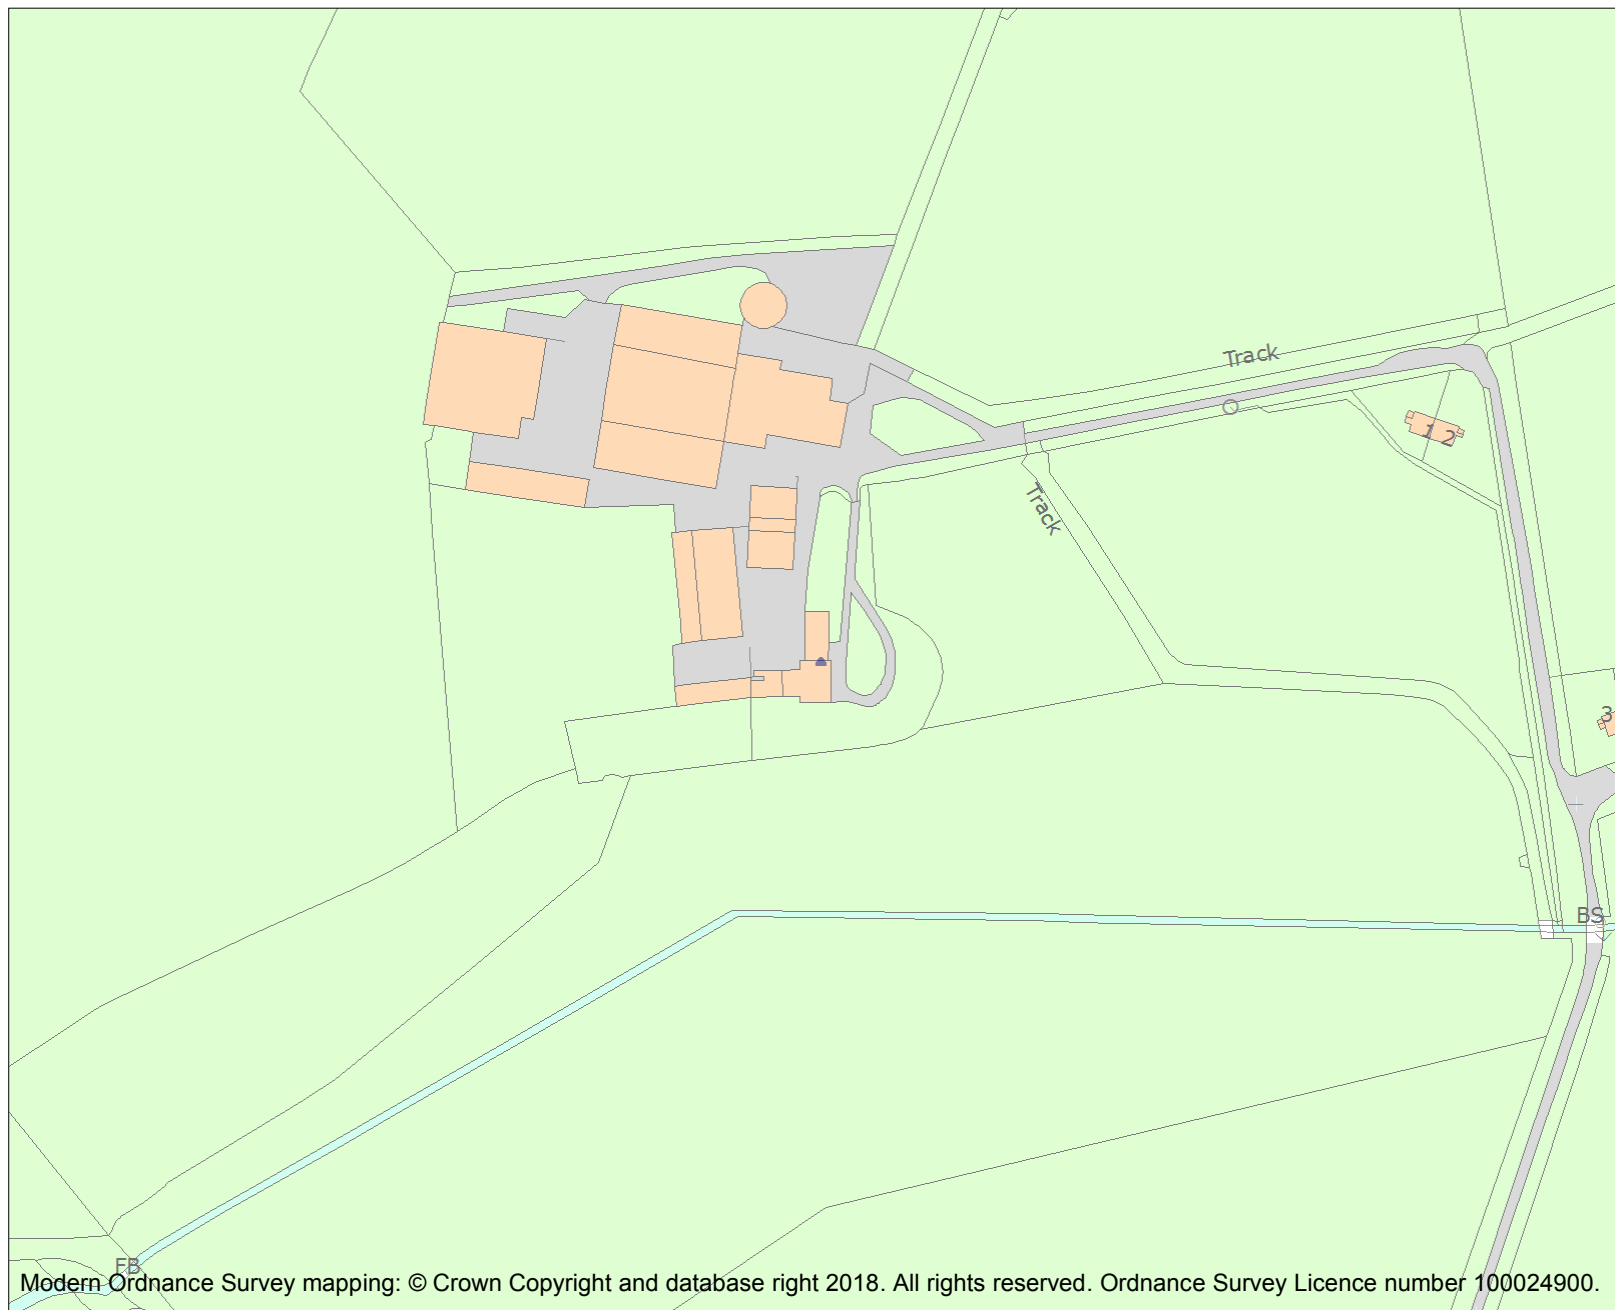 Track
Track
1 2
3
BS
FB
Modern Ordnance Survey mapping: © Crown Copyright and database right 2018. All rights reserved. Ordnance Survey Licence number 100024900.